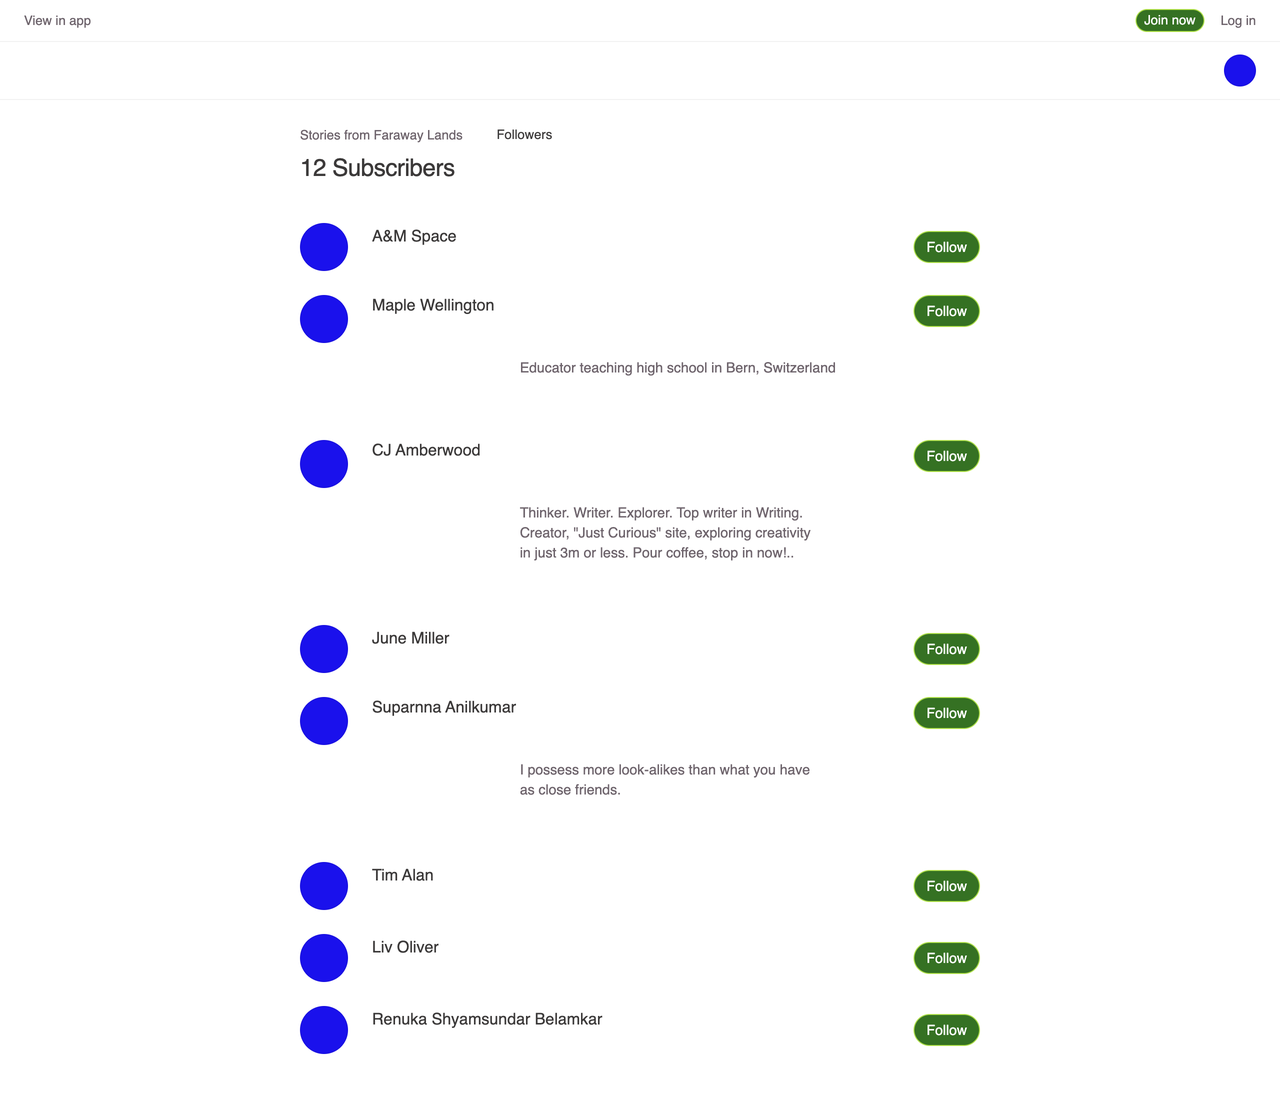 View in app
Join now
Log in
Stories from Faraway Lands
Followers
12 Subscribers
A&M Space
Follow
Maple Wellington
Follow
Educator teaching high school in Bern, Switzerland
CJ Amberwood
Follow
Thinker. Writer. Explorer. Top writer in Writing.
Creator, "Just Curious" site, exploring creativity
in just 3m or less. Pour coffee, stop in now!..
June Miller
Follow
Suparnna Anilkumar
Follow
I possess more look-alikes than what you have
as close friends.
Tim Alan
Follow
Liv Oliver
Follow
Renuka Shyamsundar Belamkar
Follow